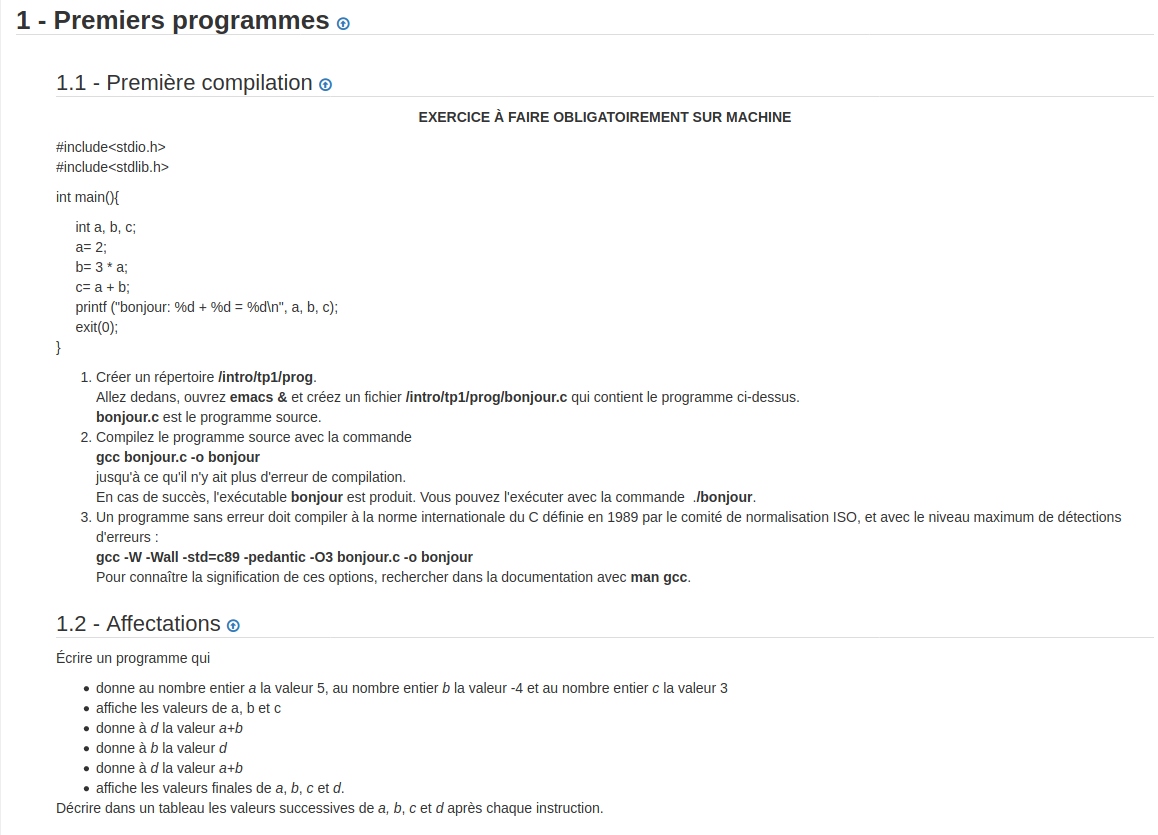 1 - Premiers programmes
1.1 - Première compilation
EXERCICE À FAIRE OBLIGATOIREMENT SUR MACHINE
#include<stdio.h>
#include<stdlib.h>
int main(){
int a, b, c;
a= 2;
b= 3 * a;
c= a + b;
printf ("bonjour: %d + %d = %d\n", a, b, c);
exit(0);
}
1. Créer un répertoire /intro/tp1/prog.
Allez dedans, ouvrez emacs & et créez un fichier /intro/tp1/prog/bonjour.c qui contient le programme ci-dessus.
bonjour.c est le programme source.
2. Compilez le programme source avec la commande
gcc bonjour.c -o bonjour
jusqu'à ce qu'il n'y ait plus d'erreur de compilation.
En cas de succès, l'exécutable bonjour est produit. Vous pouvez l'exécuter avec la commande ./bonjour.
3. Un programme sans erreur doit compiler à la norme internationale du C définie en 1989 par le comité de normalisation ISO, et avec le niveau maximum de détections
d'erreurs :
gcc -W -Wall -std=c89 -pedantic -O3 bonjour.c -o bonjour
Pour connaître la signification de ces options, rechercher dans la documentation avec man gcc.
1.2 - Affectations
Écrire un programme qui
• donne au nombre entier a la valeur 5, au nombre entier b la valeur -4 et au nombre entier c la valeur 3
• affiche les valeurs de a, b et c
• donne à d la valeur a+b
• donne à b la valeur d
• donne à d la valeur a+b
• affiche les valeurs finales de a, b, c et d.
Décrire dans un tableau les valeurs successives de a, b, c et d après chaque instruction.